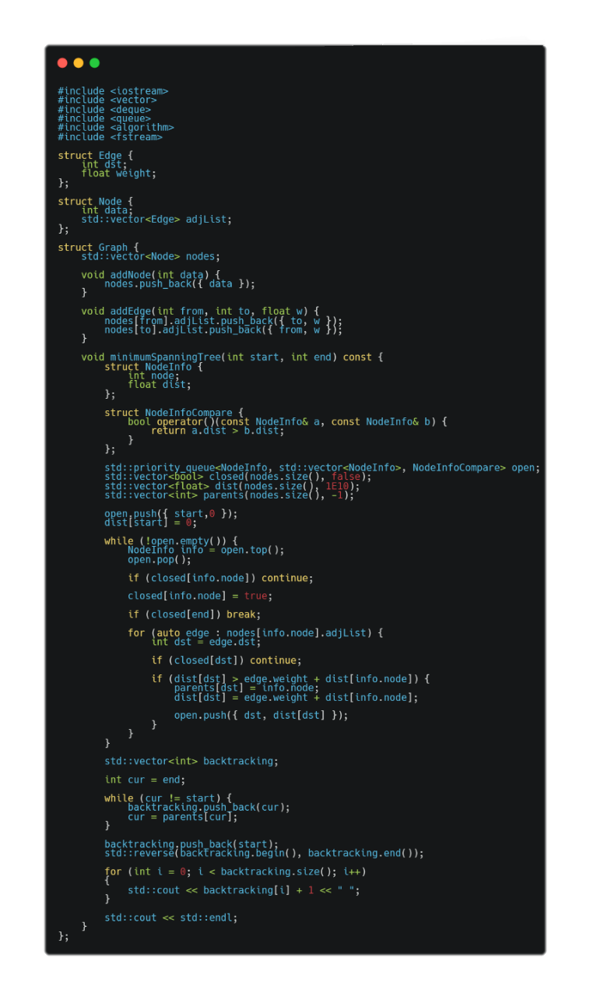 #include <iostream>
#include <vector>
#include <deque>
#include <queue>
#include <algorithm>
#include <fstream>

struct Edge {
    int dst;
    float weight;
};

struct Node {
    int data;
    std::vector<Edge> adjList;
};

struct Graph {
    std::vector<Node> nodes;

    void addNode(int data) {
        nodes.push_back({ data });
    }

    void addEdge(int from, int to, float w) {
        nodes[from].adjList.push_back({ to, w });
        nodes[to].adjList.push_back({ from, w });
    }

    void minimumSpanningTree(int start, int end) const {
        struct NodeInfo {
            int node;
            float dist;
        };

        struct NodeInfoCompare {
            bool operator()(const NodeInfo& a, const NodeInfo& b) {
                return a.dist > b.dist;
            }
        };

        std::priority_queue<NodeInfo, std::vector<NodeInfo>, NodeInfoCompare> open;
        std::vector<bool> closed(nodes.size(), false);
        std::vector<float> dist(nodes.size(), 1E10);
        std::vector<int> parents(nodes.size(), -1);

        open.push({ start,0 });
        dist[start] = 0;

        while (!open.empty()) {
            NodeInfo info = open.top();
            open.pop();

            if (closed[info.node]) continue;

            closed[info.node] = true;

            if (closed[end]) break;

            for (auto edge : nodes[info.node].adjList) {
                int dst = edge.dst;

                if (closed[dst]) continue;

                if (dist[dst] > edge.weight + dist[info.node]) {
                    parents[dst] = info.node;
                    dist[dst] = edge.weight + dist[info.node];

                    open.push({ dst, dist[dst] });
                }
            }
        }

        std::vector<int> backtracking;

        int cur = end;

        while (cur != start) {
            backtracking.push_back(cur);
            cur = parents[cur];
        }

        backtracking.push_back(start);
        std::reverse(backtracking.begin(), backtracking.end());

        for (int i = 0; i < backtracking.size(); i++)
        {
            std::cout << backtracking[i] + 1 << " ";
        }

        std::cout << std::endl;
    }
};